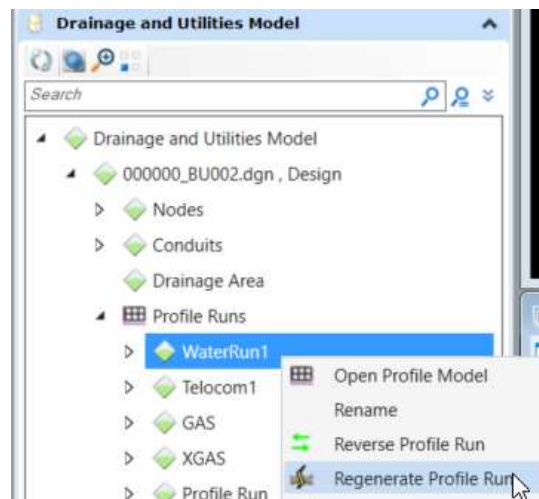 Drainage and Utilities Model
Search
Drainage and Utilities Model
000000_BU002.dgn , Design
Nodes
Conduits
Drainage Area
Profile Runs
WaterRun1
Open Profile Model
Telocom1
Rename
GAS
Reverse Profile Run
XGAS
Regenerate Profile Run
Profile Run